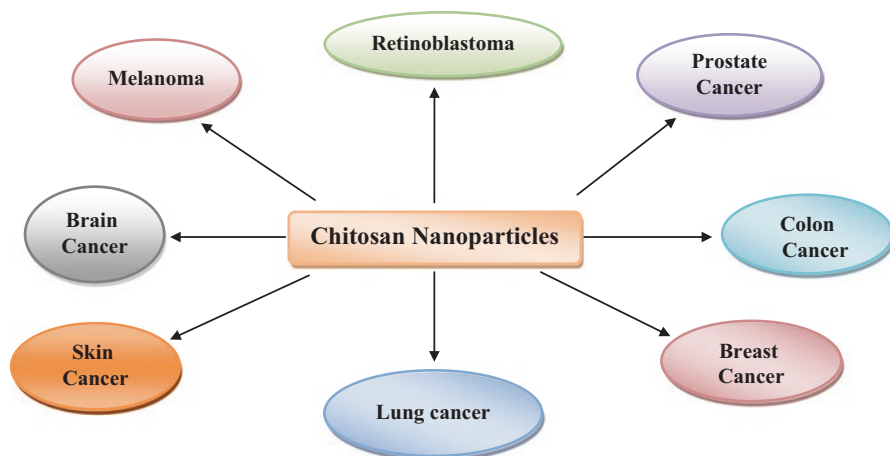 Retinoblastoma
Melanoma
Prostate
Cancer
Brain
Cancer
Chitosan Nanoparticles
Colon
Cancer
Skin
Cancer
Breast
Cancer
Lung cancer